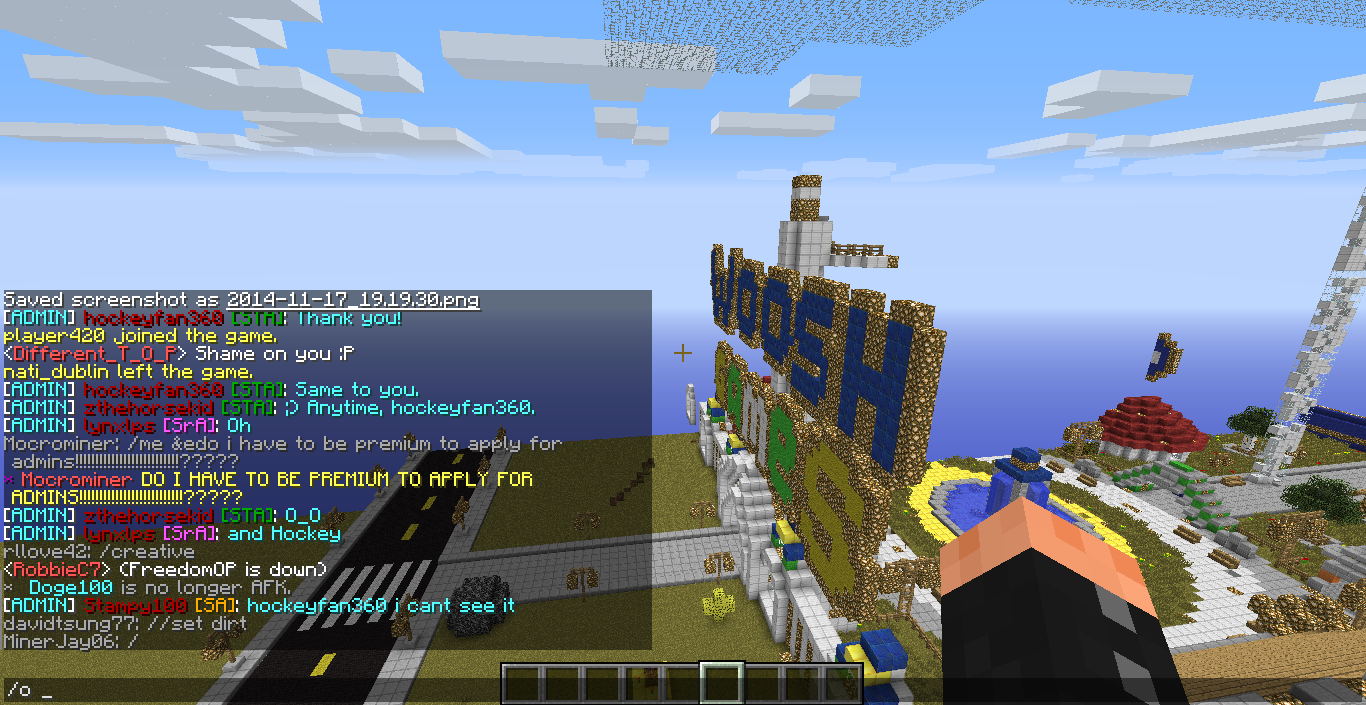 Saved screenshot as 2014-11-17_19.19.30.png
[ADMIN] hockeyfan360 [STA]: Thank you!
player420 joined the game.
<Different_T_O_P> Shame on you :P
nati_dublin left the game.
[ADMIN] hockeyfan360 [STA]: Same to you.
[ADMIN] zthehorsekid [STA]: ;) Anytime, hockeyfan360.
[ADMIN] lynxlps [SrA]: Oh
Mocrominer: /me &edo i have to be premium to apply for
admins!!!!!!!!!!!!!!!!!!!!!!!!!!?????
* Mocrominer DO I HAVE TO BE PREMIUM TO APPLY FOR
ADMINS!!!!!!!!!!!!!!!!!!!!!!!!!!?????
[ADMIN] zthehorsekid [STA]: O_O
[ADMIN] lynxlps [SrA]: and Hockey
rllove42: /creative
<RobbieC7> (FreedomOP is down)
* Doge100 is no longer AFK.
[ADMIN] Stampy100 [SA]: hockeyfan360 i cant see it
davidtsung77: //set dirt
MinerJay06: /
/o _
WOOSH
GameS